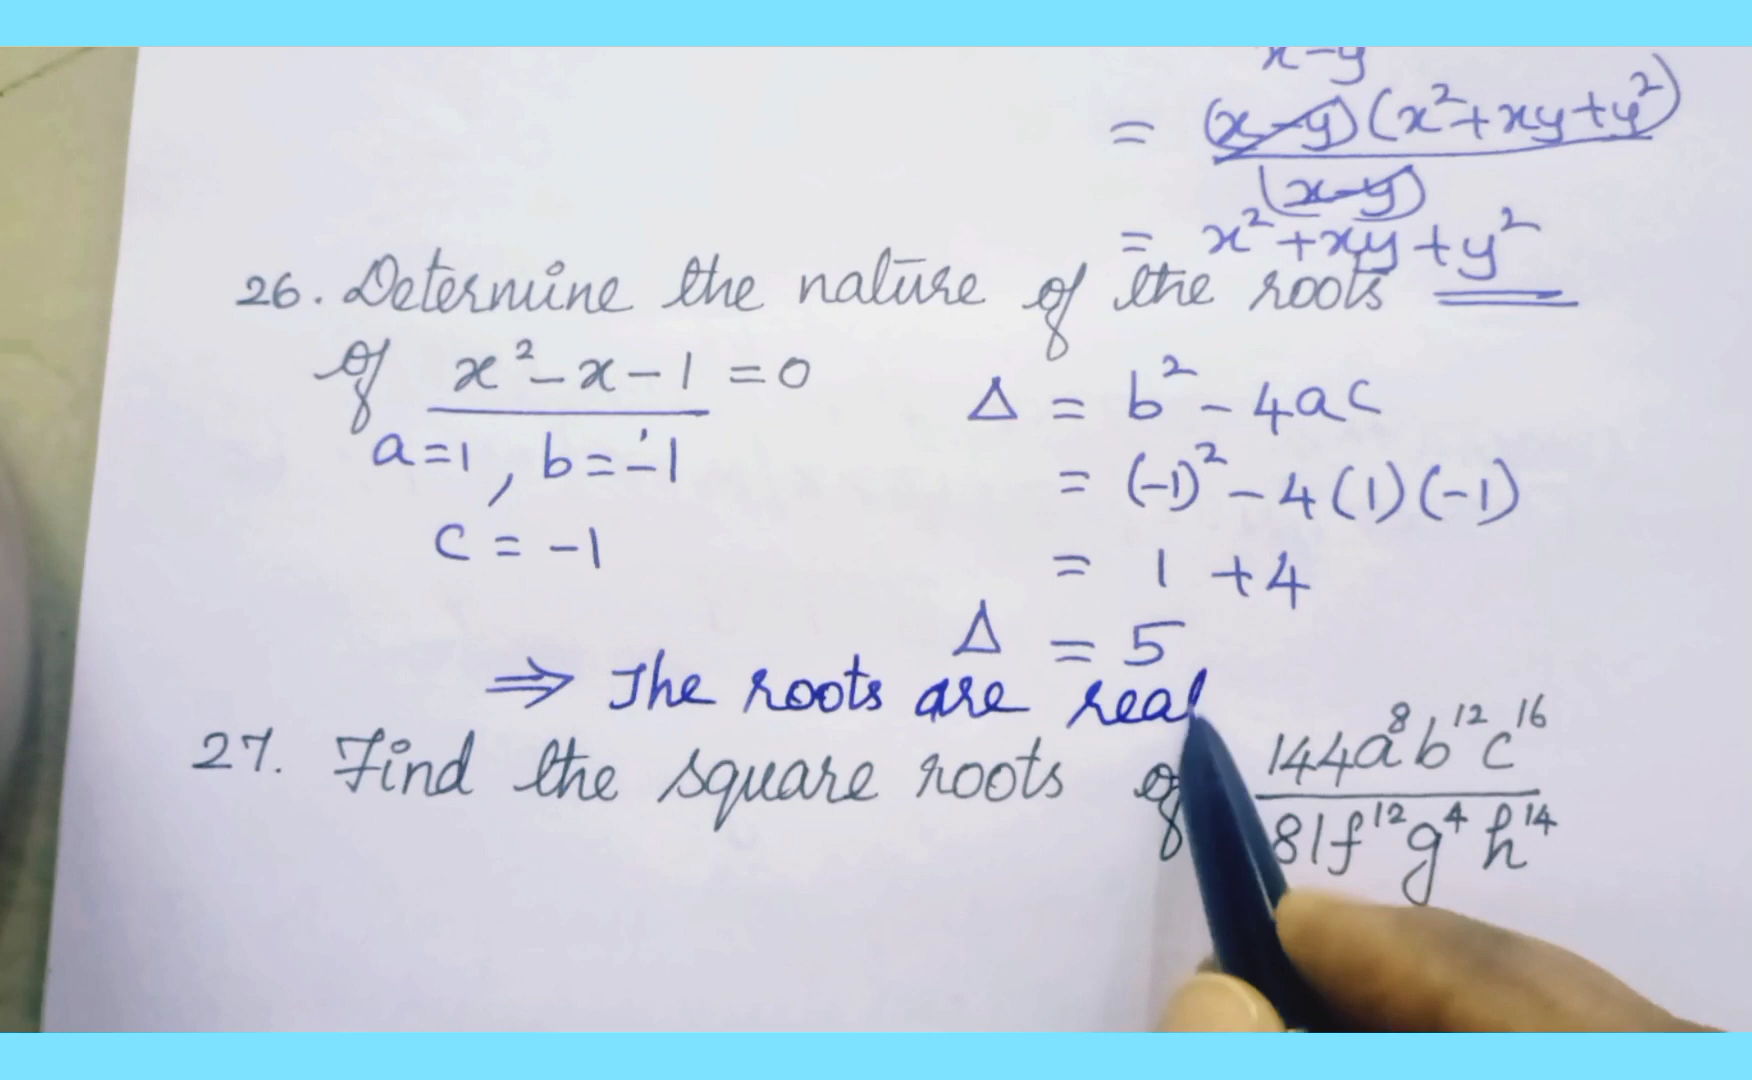 x-y
= (x-y)(x²+xy+y²)
(x-y)
= x²+xy+y²
26. Determine the nature of the roots
of x²-x-1=0
a=1, b=-1
c = -1
Δ = b²-4ac
= (-1)²-4(1)(-1)
= 1 +4
Δ = 5
⇒ The roots are real
27. Find the square roots of 144a⁸b¹²c¹⁶
81f¹²g⁴h¹⁴